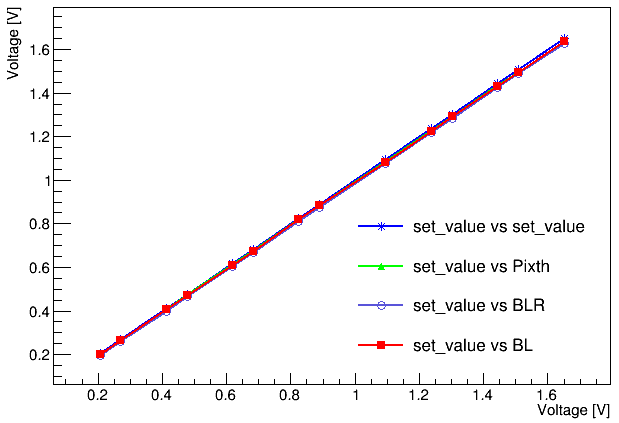 Voltage [V]
1.6
1.4
1.2
1
0.8
0.6
0.4
0.2
set_value vs set_value
set_value vs Pixth
set_value vs BLR
set_value vs BL
0.2 0.4 0.6 0.8 1 1.2 1.4 1.6
Voltage [V]